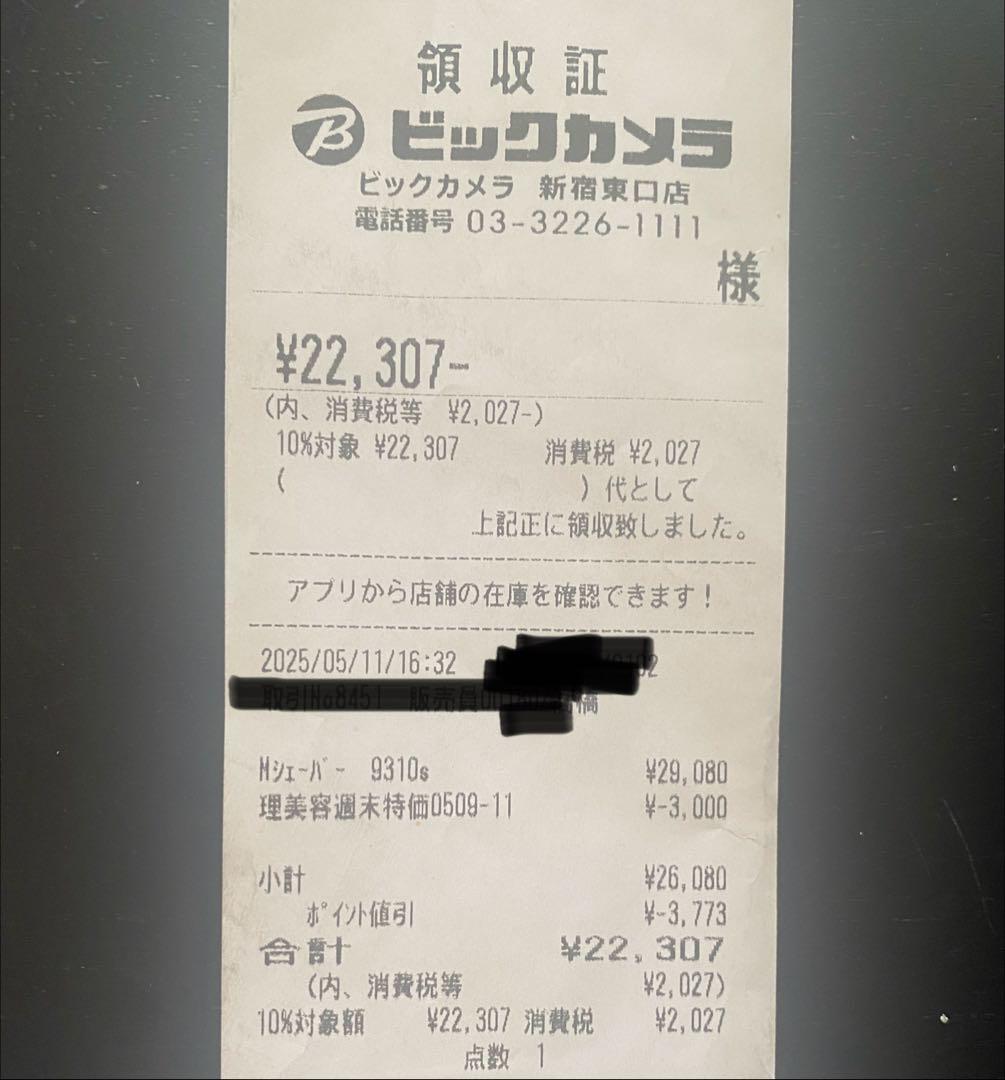 領収証
ビックカメラ
ビックカメラ 新宿東口店
電話番号 03-3226-1111
様
¥22,307-
(内、消費税等 ¥2,027-)
10%対象 ¥22,307 消費税 ¥2,027
( )代として
上記正に領収致しました。
アプリから店舗の在庫を確認できます!
2025/05/11/16:32
Mシェーバー 9310s ¥29,080
理美容週末特価0509-11 ¥-3,000
小計 ¥26,080
ポイント値引 ¥-3,773
合計 ¥22,307
(内、消費税等 ¥2,027)
10%対象額 ¥22,307 消費税 ¥2,027
点数 1